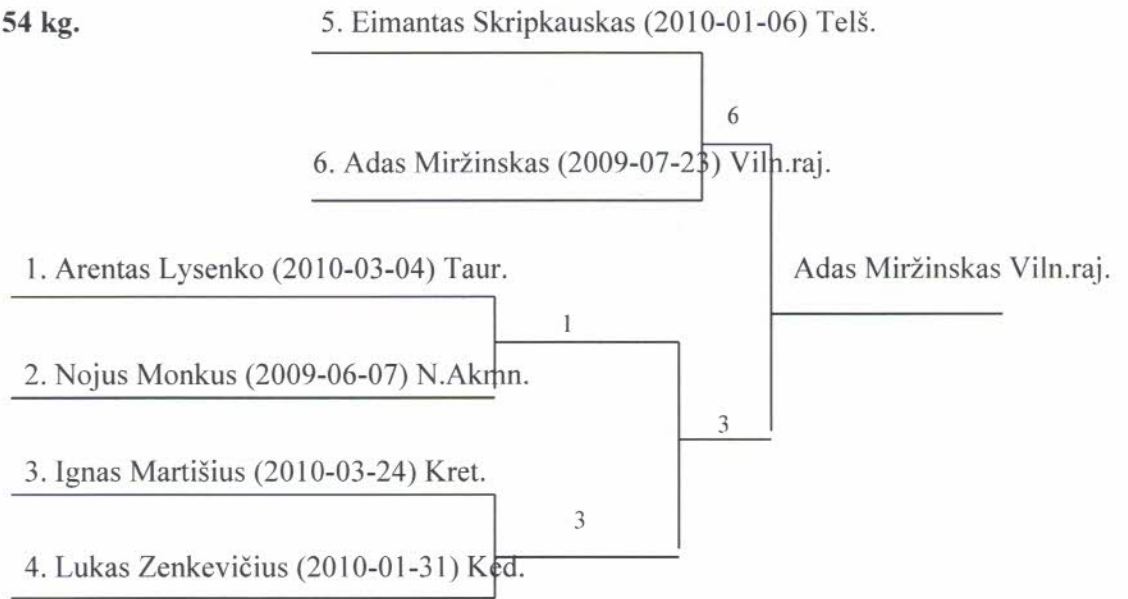 54 kg.
5. Eimantas Skripkauskas (2010-01-06) Telš.
6
6. Adas Miržinskas (2009-07-23) Viln.raj.
1. Arentas Lysenko (2010-03-04) Taur.
Adas Miržinskas Viln.raj.
1
2. Nojus Monkus (2009-06-07) N.Akmn.
3
3. Ignas Martišius (2010-03-24) Kret.
3
4. Lukas Zenkevičius (2010-01-31) Kėd.